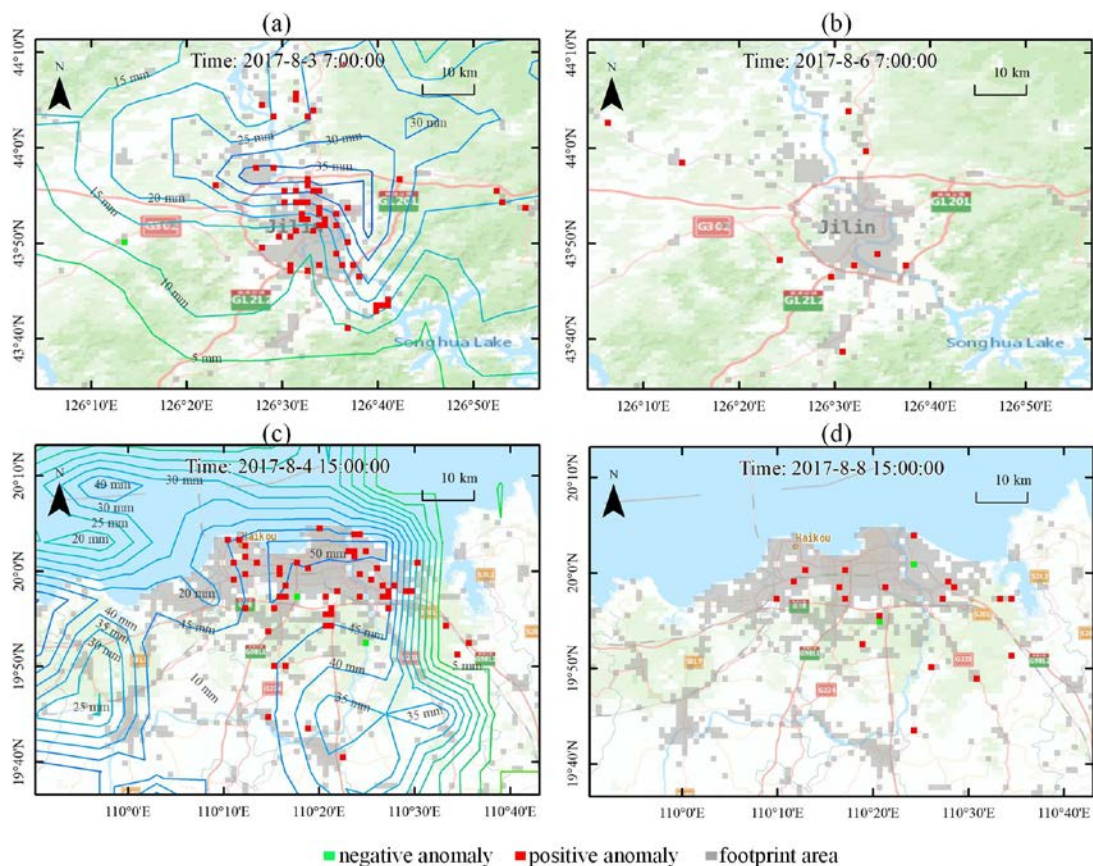 (a)
(b)
Time: 2017-8-3 7:00:00
Time: 2017-8-6 7:00:00
N
10 km
N
10 km
44°10'N
44°0'N
43°50'N
43°40'N
15 mm
25 mm
30 mm
30 mm
35 mm
20 mm
15 mm
10 mm
5 mm
G302
GL201
Jilin
GL2L2
Songhua Lake
44°10'N
44°0'N
43°50'N
43°40'N
G302
GL201
Jilin
GL2L2
Songhua Lake
126°10'E
126°20'E
126°30'E
126°40'E
126°50'E
126°10'E
126°20'E
126°30'E
126°40'E
126°50'E
(c)
(d)
Time: 2017-8-4 15:00:00
Time: 2017-8-8 15:00:00
N
10 km
N
10 km
20°10'N
20°0'N
19°50'N
19°40'N
40 mm
30 mm
30 mm
25 mm
20 mm
Haikou
50 mm
20 mm
45 mm
45 mm
40 mm
35 mm
30 mm
25 mm
10 mm
40 mm
35 mm
35 mm
5 mm
20°10'N
20°0'N
19°50'N
19°40'N
Haikou
110°0'E
110°10'E
110°20'E
110°30'E
110°40'E
110°0'E
110°10'E
110°20'E
110°30'E
110°40'E
negative anomaly
positive anomaly
footprint area